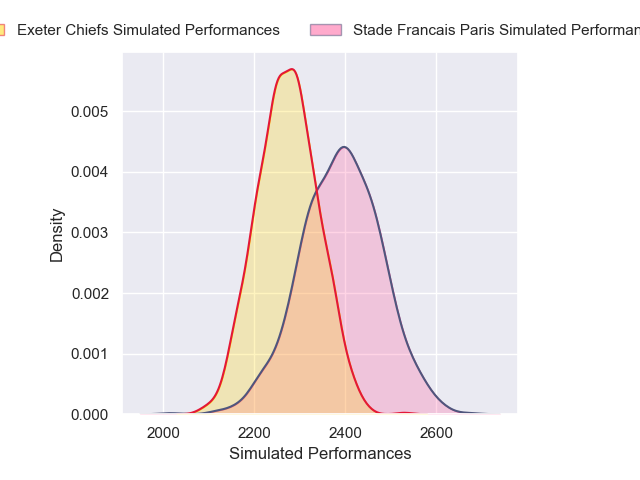 Exeter Chiefs Simulated Performances Stade Francais Paris Simulated
0.005
0.004
0.003
0.002
0.001
0.000
Density
2000 2200 2400 2600
Simulated Performances